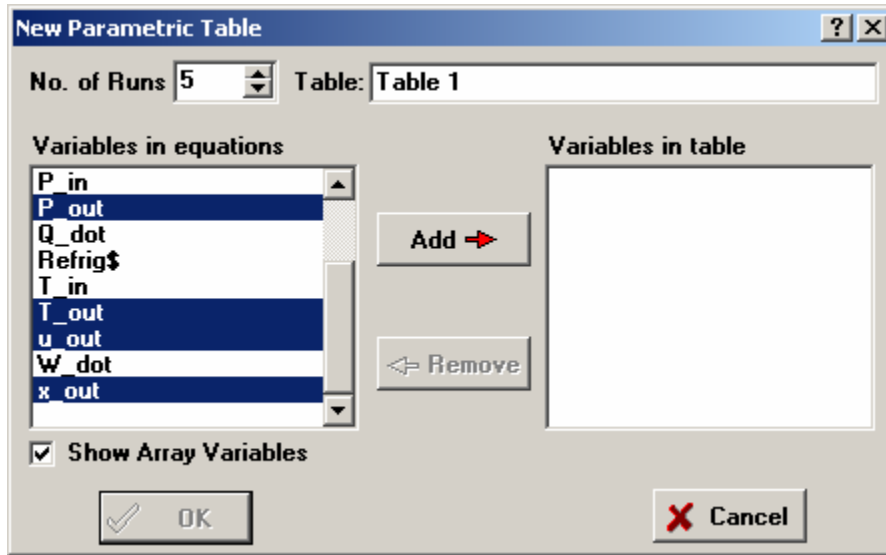 New Parametric Table
No. of Runs 5 Table: Table 1
Variables in equations
P_in
P_out
Q_dot
Refrig$
T_in
T_out
u_out
W_dot
x_out
Show Array Variables
Add
Remove
Variables in table
OK
Cancel